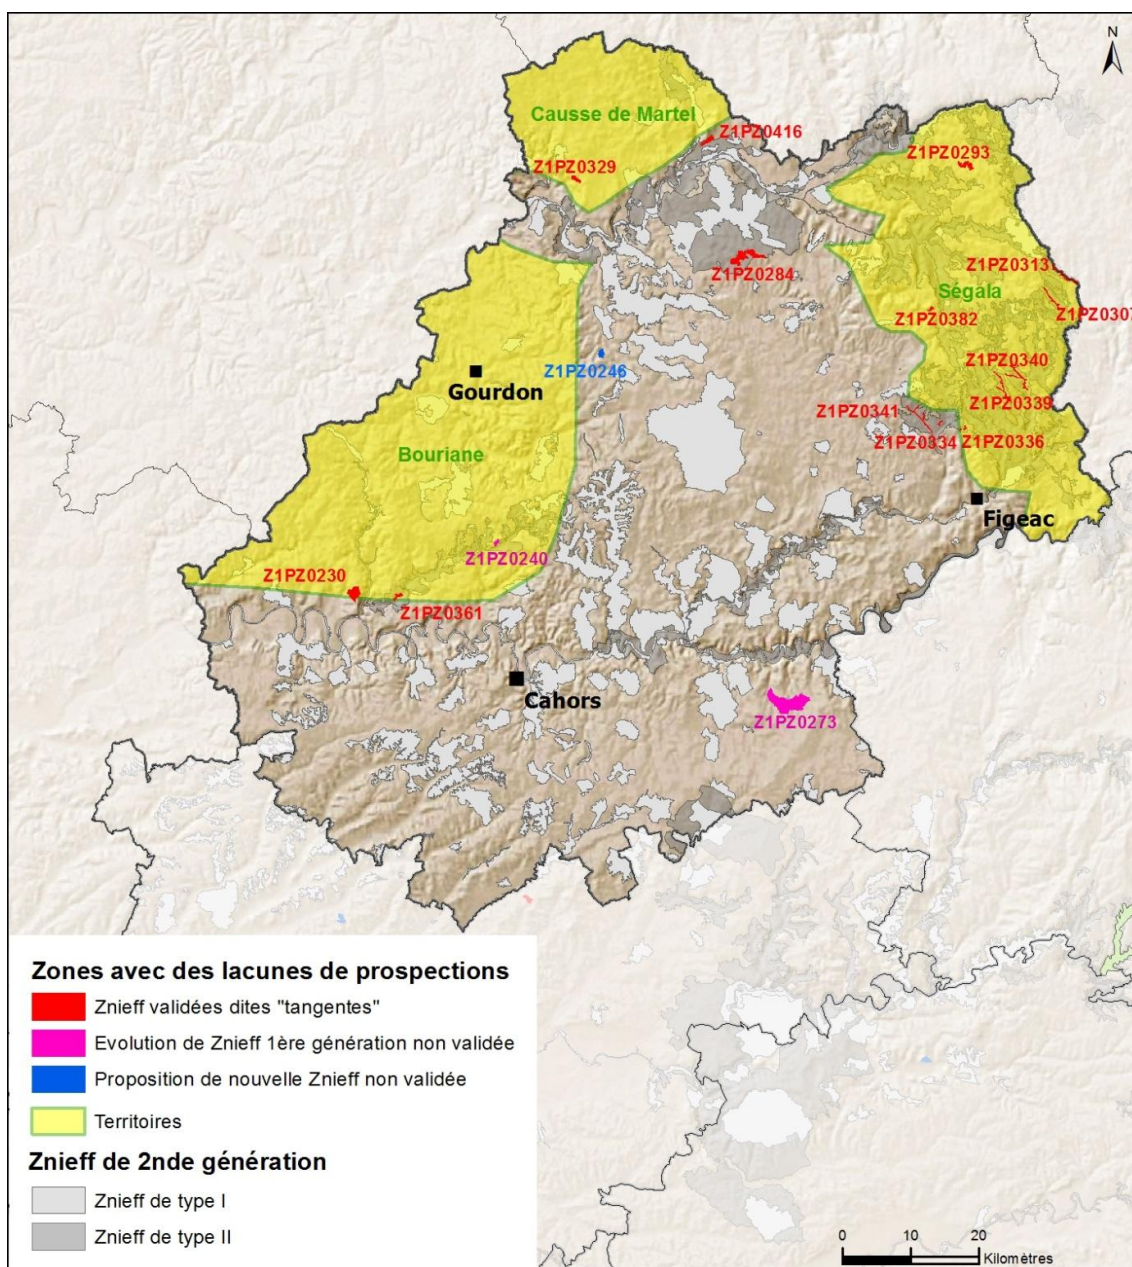 N
Causse de Martel
Z1PZ0416
Z1PZ0329
Z1PZ0293
Z1PZ0284
Z1PZ0313
Ségala
Z1PZ0307
Z1PZ0382
Z1PZ0246
Gourdon
Z1PZ0340
Z1PZ0339
Z1PZ0341
Z1PZ0334
Z1PZ0336
Bouriane
Figeac
Z1PZ0240
Z1PZ0230
Z1PZ0361
Cahors
Z1PZ0273
Zones avec des lacunes de prospections
Znieff validées dites "tangentes"
Evolution de Znieff 1ère génération non validée
Proposition de nouvelle Znieff non validée
Territoires
Znieff de 2nde génération
Znieff de type I
Znieff de type II
0 10 20
Kilomètres